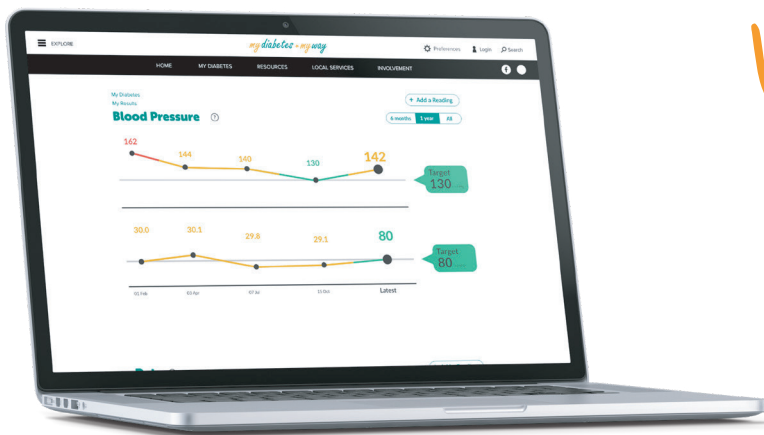 EXPLORE
my diabetes my way
Preferences
Login
Search
HOME
MY DIABETES
RESOURCES
LOCAL SERVICES
INVOLVEMENT
f
My Diabetes
My Results
Blood Pressure ?
+ Add a Reading
6 months
1 year
All
162
144
140
130
142
Target
130
30.0
30.1
29.8
29.1
80
Target
80
03 Apr
Latest